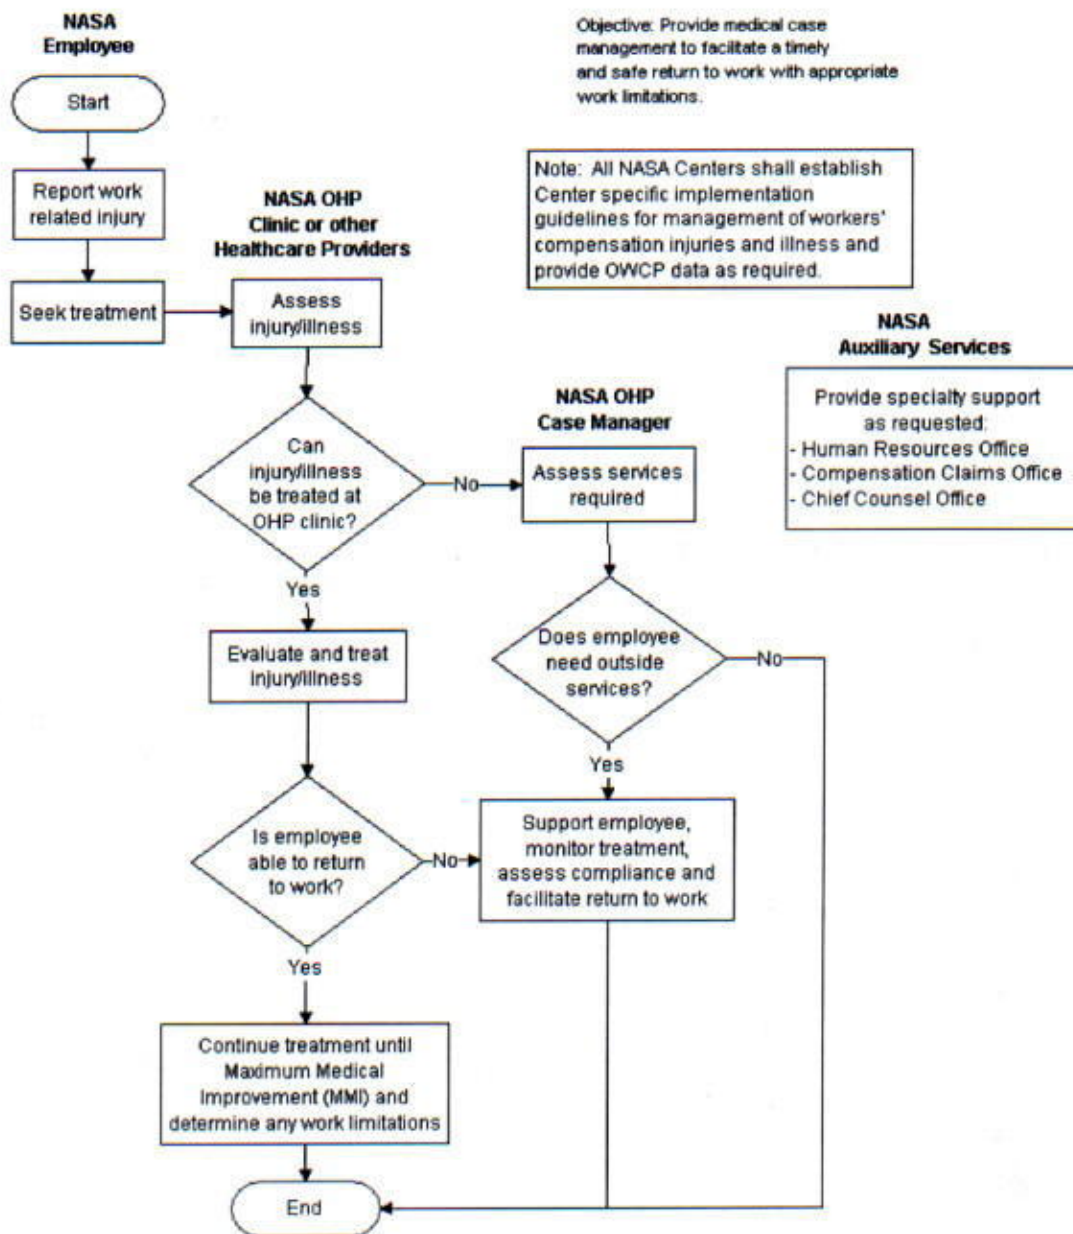 NASA
Employee
Objective: Provide medical case
management to facilitate a timely
and safe return to work with appropriate
work limitations.
Start
Note: All NASA Centers shall establish
Center specific implementation
guidelines for management of workers'
compensation injuries and illness and
provide OWCP data as required.
Report work
related injury
NASA OHP
Clinic or other
Healthcare Providers
Seek treatment
Assess
injury/illness
NASA
Auxiliary Services
Provide specialty support
as requested:
- Human Resources Office
- Compensation Claims Office
- Chief Counsel Office
NASA OHP
Case Manager
Can
injury/illness
be treated at
OHP clinic?
No
Assess services
required
Yes
Evaluate and treat
injury/illness
Does employee
need outside
services?
No
Yes
Is employee
able to return
to work?
No
Support employee,
monitor treatment,
assess compliance and
facilitate return to work
Yes
Continue treatment until
Maximum Medical
Improvement (MMI) and
determine any work limitations
End